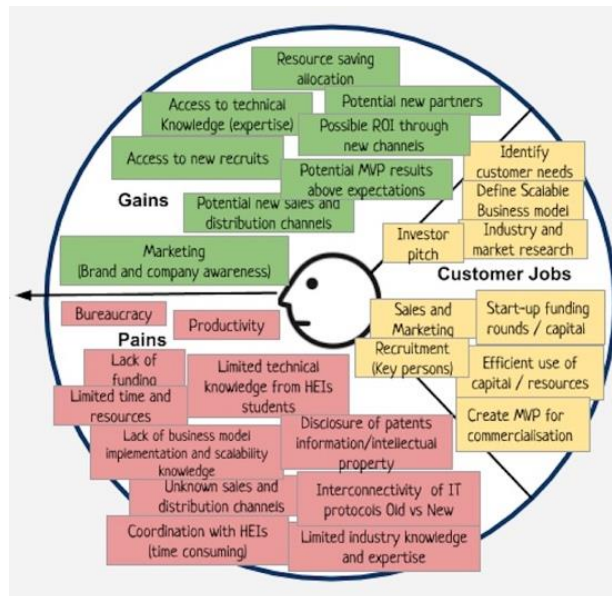 Resource saving
allocation
Access to technical
Knowledge (expertise)
Potential new partners
Possible ROI through
new channels
Access to new recruits
Potential MVP results
above expectations
Gains
Potential new sales and
distribution channels
Marketing
(Brand and company awareness)
Identify
customer needs
Define Scalable
Business model
Industry and
market research
Investor
pitch
Customer Jobs
Sales and
Marketing
Start-up funding
rounds / capital
Recruitment
(Key persons)
Efficient use of
capital / resources
Create MVP for
commercialisation
Bureaucracy
Productivity
Pains
Lack of
funding
Limited technical
knowledge from HEIs
students
Limited time and
resources
Lack of business model
implementation and scalability
knowledge
Disclosure of patents
information/intellectual
property
Unknown sales and
distribution channels
Interconnectivity of IT
protocols Old vs New
Coordination with HEIs
(time consuming)
Limited industry knowledge
and expertise